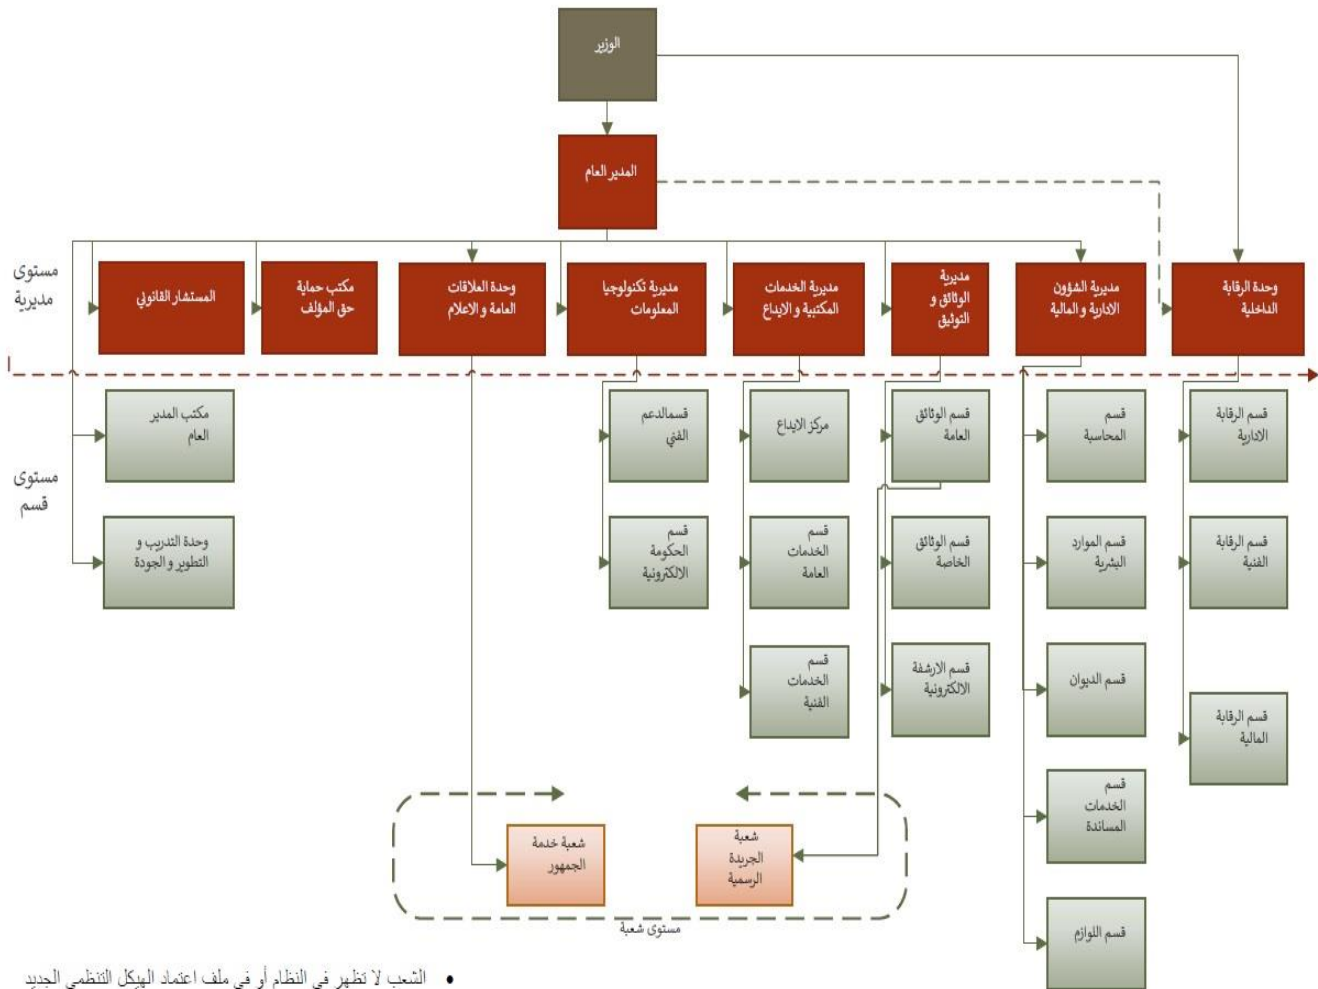 الوزير
المدير العام
مستوى
مديرية
وحدة الرقابة
الداخلية
مديرية الشؤون
الادارية و المالية
مديرية
الوثائق و
التوثيق
مديرية الخدمات
المكتبية و الايداع
مديرية تكنولوجيا
المعلومات
وحدة العلاقات
العامة و الاعلام
مكتب حماية
حق المؤلف
المستشار القانوني
مستوى
قسم
قسم الرقابة
الادارية
قسم
المحاسبة
قسم الوثائق
العامة
مركز الايداع
قسمالدعم
الفني
مكتب المدير
العام
قسم الرقابة
الفنية
قسم الموارد
البشرية
قسم الوثائق
الخاصة
قسم
الخدمات
العامة
قسم
الحكومة
الالكترونية
وحدة التدريب و
التطوير و الجودة
قسم الرقابة
المالية
قسم الديوان
قسم الارشفة
الالكترونية
قسم
الخدمات
الفنية
قسم
الخدمات
المساندة
شعبة
الجريدة
الرسمية
شعبة خدمة
الجمهور
قسم اللوازم
مستوى شعبة
• الشعب لا تظهر في النظام أو في ملف اعتماد الهيكل التنظمي الجديد